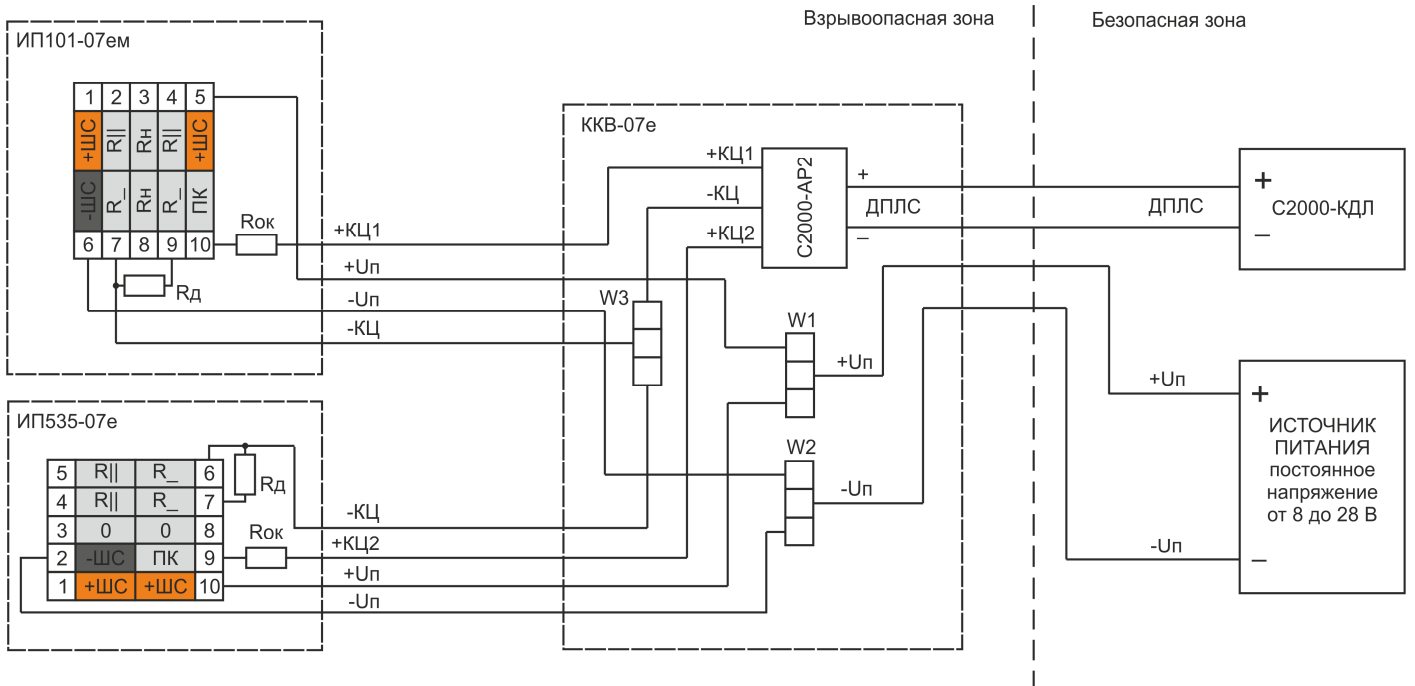 Взрывоопасная зона
Безопасная зона
ИП101-07ем
1 2 3 4 5
+ШС R|| Rн R|| +ШС
-ШС R_ Rн R_ ПК
6 7 8 9 10
Rок
Rд
+КЦ1
+Uп
-Uп
-КЦ
ККВ-07е
+КЦ1
-КЦ
+КЦ2
С2000-АР2
+
ДПЛС
_
W3
W1
+Uп
W2
-Uп
ДПЛС
+
С2000-КДЛ
_
+Uп
-Uп
+
ИСТОЧНИК
ПИТАНИЯ
постоянное
напряжение
от 8 до 28 В
_
ИП535-07е
5 R|| R_ 6
4 R|| R_ 7
3 0 0 8
2 -ШС ПК 9
1 +ШС +ШС 10
Rд
Rок
-КЦ
+КЦ2
+Uп
-Uп